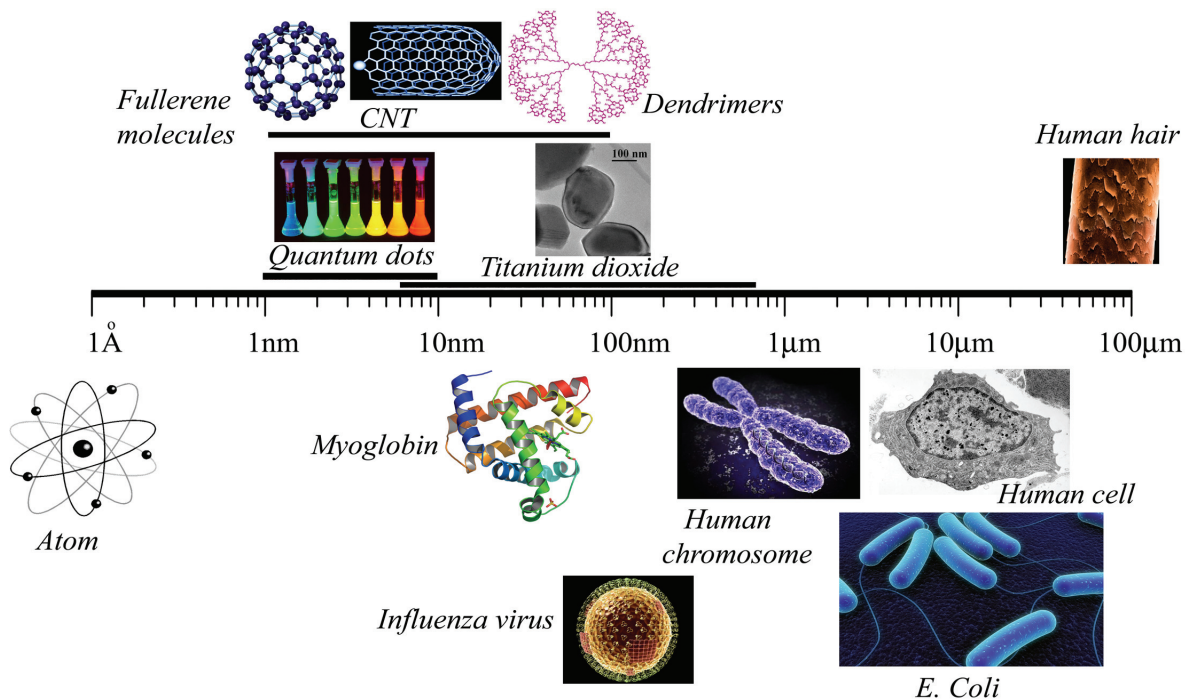 Fullerene
molecules
CNT
Dendrimers
Human hair
100 nm
Quantum dots
Titanium dioxide
1Å
1nm
10nm
100nm
1μm
10μm
100μm
Atom
Myoglobin
Human
chromosome
Human cell
Influenza virus
E. Coli